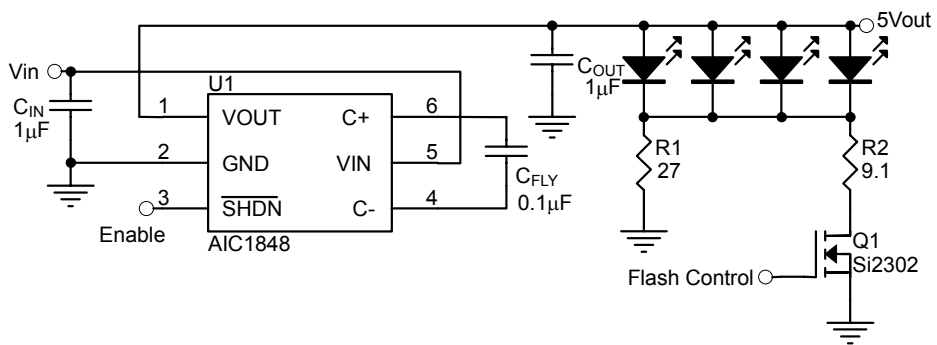 5Vout
Vin
U1
COUT
1μF
CIN
1μF
1
VOUT
C+
6
2
GND
VIN
5
R1
27
R2
9.1
CFLY
0.1μF
3
SHDN
C-
4
Enable
AIC1848
Q1
Si2302
Flash Control